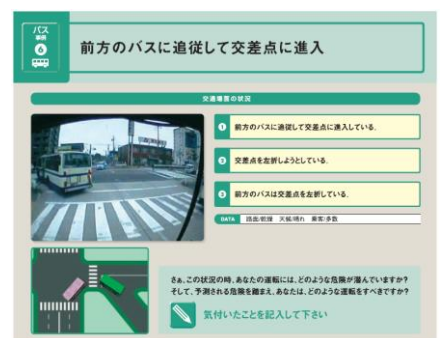 バス
事例
6
前方のバスに追従して交差点に進入
交通場面の状況
1 前方のバスに追従して交差点に進入している.
2 交差点を左折しようとしている.
3 前方のバスは交差点を左折している.
DATA 路面/乾燥 天候/晴れ 乗客/多数
さぁ、この状況の時、あなたの運転には、どのような危険が潜んでいますか?
そして、予測される危険を踏まえ、あなたは、どのような運転をすべきですか?
気付いたことを記入して下さい